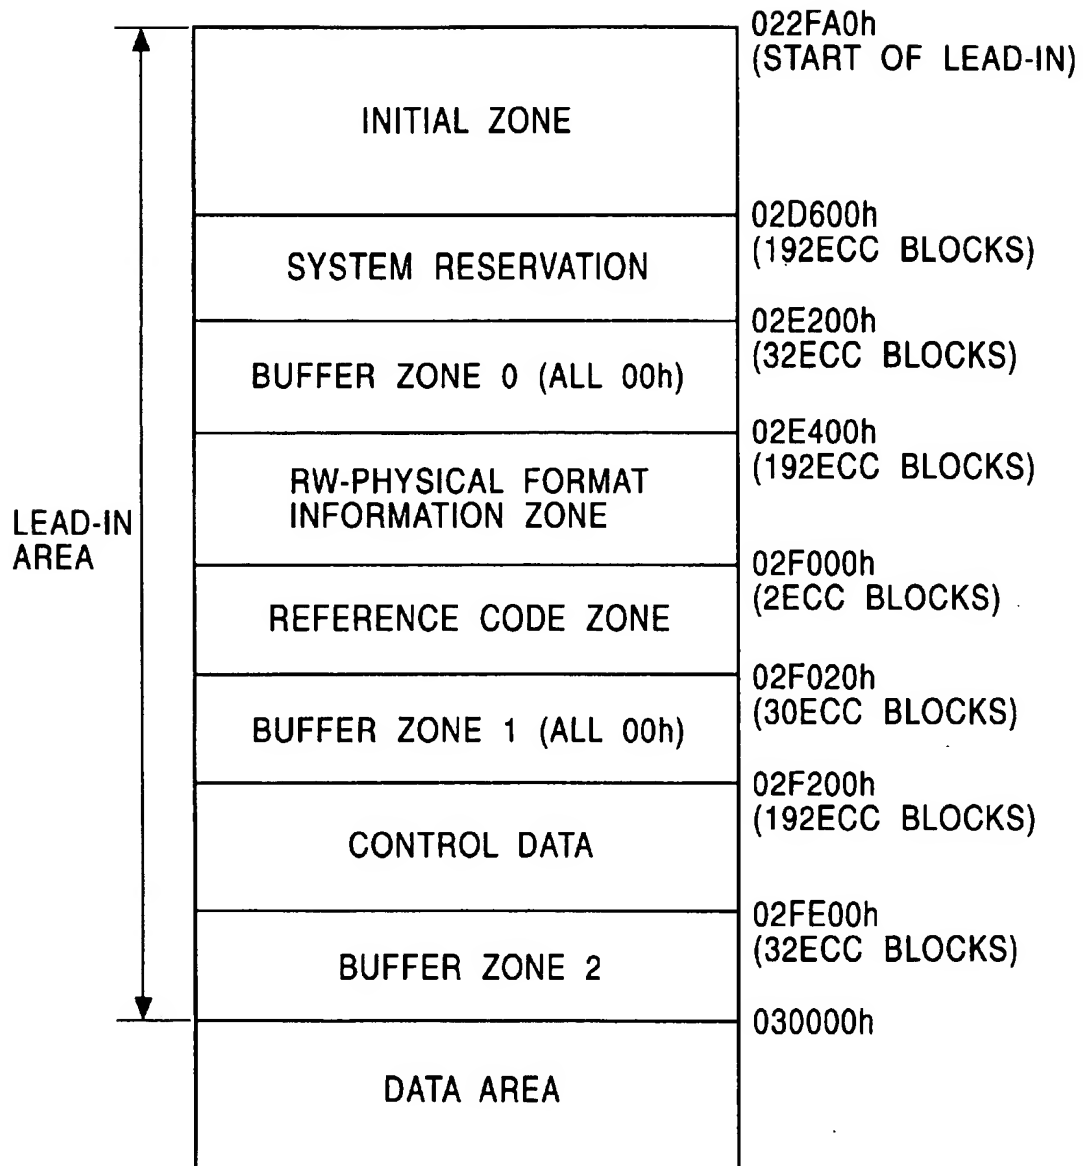 022FA0h
(START OF LEAD-IN)
INITIAL ZONE
02D600h
(192ECC BLOCKS)
SYSTEM RESERVATION
02E200h
(32ECC BLOCKS)
BUFFER ZONE 0 (ALL 00h)
02E400h
(192ECC BLOCKS)
RW-PHYSICAL FORMAT
INFORMATION ZONE
LEAD-IN
AREA
02F000h
(2ECC BLOCKS)
REFERENCE CODE ZONE
02F020h
(30ECC BLOCKS)
BUFFER ZONE 1 (ALL 00h)
02F200h
(192ECC BLOCKS)
CONTROL DATA
02FE00h
(32ECC BLOCKS)
BUFFER ZONE 2
030000h
DATA AREA